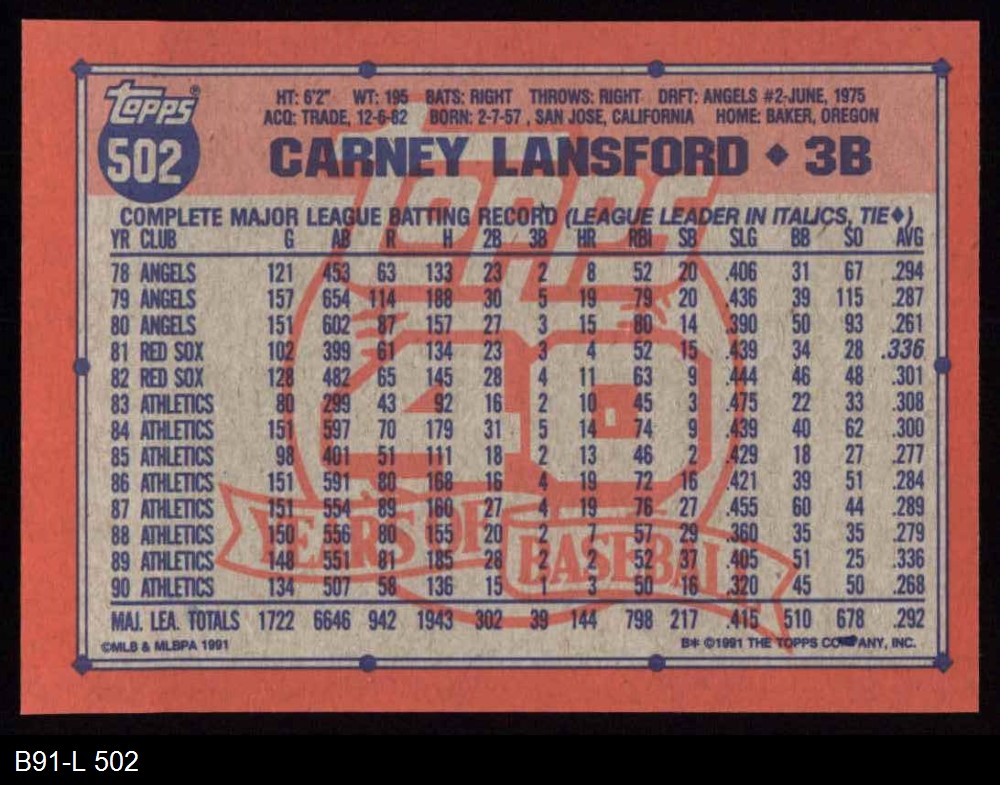 Topps®
502
HT: 6'2" WT: 195 BATS: RIGHT THROWS: RIGHT DRFT: ANGELS #2-JUNE, 1975
ACQ: TRADE, 12-6-82 BORN: 2-7-57 , SAN JOSE, CALIFORNIA HOME: BAKER, OREGON
CARNEY LANSFORD ♦ 3B
COMPLETE MAJOR LEAGUE BATTING RECORD (LEAGUE LEADER IN ITALICS, TIE♦)
YR CLUB G AB R H 2B 3B HR RBI SB SLG BB SO AVG
78 ANGELS 121 453 63 133 23 2 8 52 20 .406 31 67 .294
79 ANGELS 157 654 114 188 30 5 19 79 20 .436 39 115 .287
80 ANGELS 151 602 87 157 27 3 15 80 14 .390 50 93 .261
81 RED SOX 102 399 61 134 23 3 4 52 15 .439 34 28 .336
82 RED SOX 128 482 65 145 28 4 11 63 9 .444 46 48 .301
83 ATHLETICS 80 299 43 92 16 2 10 45 3 .475 22 33 .308
84 ATHLETICS 151 597 70 179 31 5 14 74 9 .439 40 62 .300
85 ATHLETICS 98 401 51 111 18 2 13 46 2 .429 18 27 .277
86 ATHLETICS 151 591 80 168 16 4 19 72 16 .421 39 51 .284
87 ATHLETICS 151 554 89 160 27 4 19 76 27 .455 60 44 .289
88 ATHLETICS 150 556 80 155 20 2 7 57 29 .360 35 35 .279
89 ATHLETICS 148 551 81 185 28 2 2 52 37 .405 51 25 .336
90 ATHLETICS 134 507 58 136 15 1 3 50 16 .320 45 50 .268
MAJ. LEA. TOTALS 1722 6646 942 1943 302 39 144 798 217 .415 510 678 .292
©MLB & MLBPA 1991 B* ©1991 THE TOPPS COMPANY, INC.
TOPPS
40
YEARS OF BASEBALL
B91-L 502